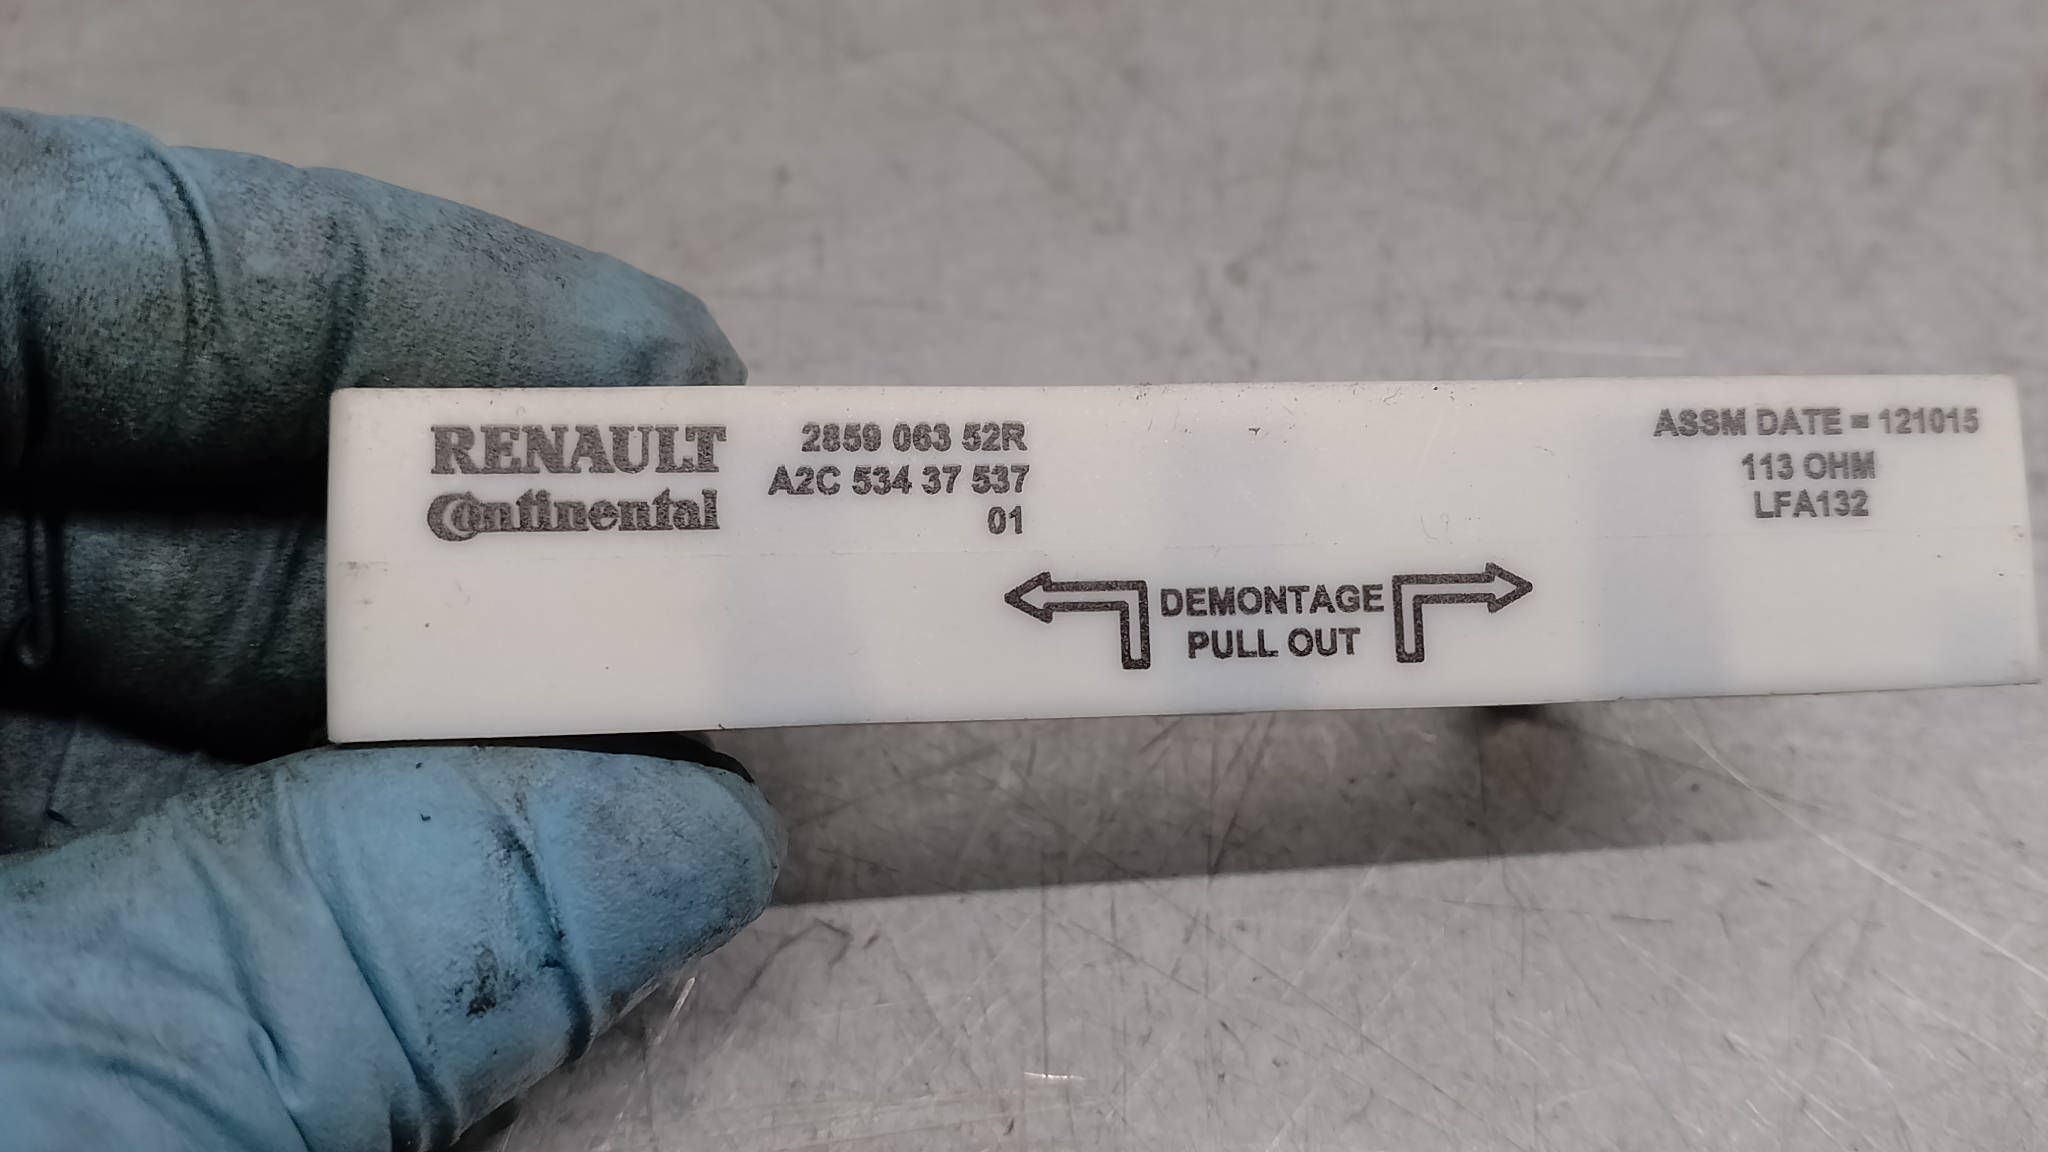 RENAULT
Continental
2859 063 52R
A2C 534 37 537
01
ASSM DATE = 121015
113 OHM
LFA132
DEMONTAGE
PULL OUT